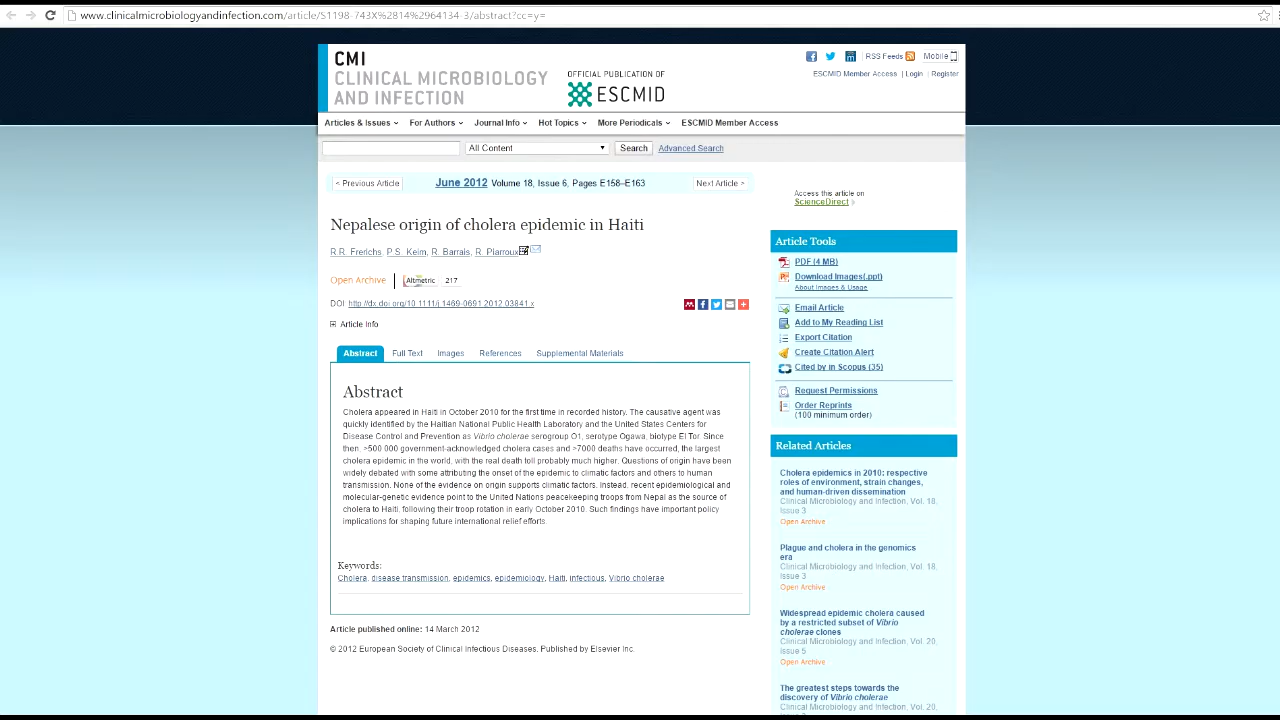 www.clinicalmicrobiologyandinfection.com/article/S1198-743X%2814%2964134-3/abstract?cc=y=
CMI
CLINICAL MICROBIOLOGY
AND INFECTION
OFFICIAL PUBLICATION OF
ESCMID
RSS Feeds
Mobile
ESCMID Member Access | Login | Register
Articles & Issues
For Authors
Journal Info
Hot Topics
More Periodicals
ESCMID Member Access
All Content
Search
Advanced Search
< Previous Article
June 2012 Volume 18, Issue 6, Pages E158–E163
Next Article >
Nepalese origin of cholera epidemic in Haiti
R.R. Frerichs, P.S. Keim, R. Barrais, R. Piarroux
Open Archive
Altmetric 217
DOI: http://dx.doi.org/10.1111/j.1469-0691.2012.03841.x
Article Info
Abstract
Full Text
Images
References
Supplemental Materials
Abstract
Cholera appeared in Haiti in October 2010 for the first time in recorded history. The causative agent was
quickly identified by the Haitian National Public Health Laboratory and the United States Centers for
Disease Control and Prevention as Vibrio cholerae serogroup O1, serotype Ogawa, biotype El Tor. Since
then, >500 000 government-acknowledged cholera cases and >7000 deaths have occurred, the largest
cholera epidemic in the world, with the real death toll probably much higher. Questions of origin have been
widely debated with some attributing the onset of the epidemic to climatic factors and others to human
transmission. None of the evidence on origin supports climatic factors. Instead, recent epidemiological and
molecular-genetic evidence point to the United Nations peacekeeping troops from Nepal as the source of
cholera to Haiti, following their troop rotation in early October 2010. Such findings have important policy
implications for shaping future international relief efforts.
Keywords:
Cholera, disease transmission, epidemics, epidemiology, Haiti, infectious, Vibrio cholerae
Article published online: 14 March 2012
© 2012 European Society of Clinical Infectious Diseases. Published by Elsevier Inc.
Access this article on
ScienceDirect
Article Tools
PDF (4 MB)
Download Images(.ppt)
About Images & Usage
Email Article
Add to My Reading List
Export Citation
Create Citation Alert
Cited by in Scopus (35)
Request Permissions
Order Reprints
(100 minimum order)
Related Articles
Cholera epidemics in 2010: respective
roles of environment, strain changes,
and human-driven dissemination
Clinical Microbiology and Infection, Vol. 18,
Issue 3
Open Archive
Plague and cholera in the genomics
era
Clinical Microbiology and Infection, Vol. 18,
Issue 3
Open Archive
Widespread epidemic cholera caused
by a restricted subset of Vibrio
cholerae clones
Clinical Microbiology and Infection, Vol. 20,
Issue 5
Open Archive
The greatest steps towards the
discovery of Vibrio cholerae
Clinical Microbiology and Infection, Vol. 20,